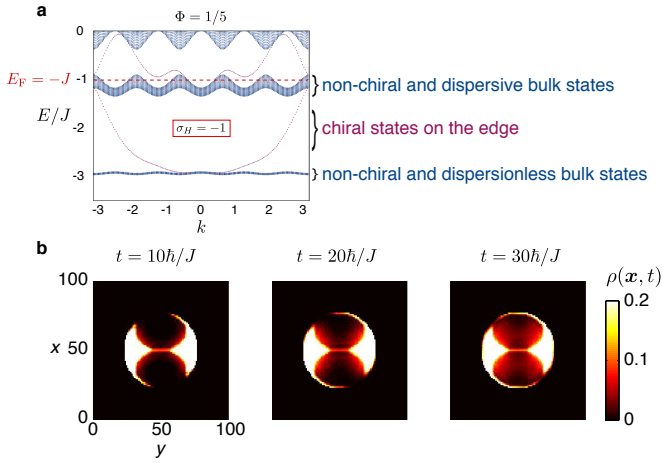 a
Φ = 1/5
0
-1
-2
-3
E_F = −J
E/J
σ_H = −1
-3 -2 -1 0 1 2 3
k
non-chiral and dispersive bulk states
chiral states on the edge
non-chiral and dispersionless bulk states
b
t = 10ħ/J
t = 20ħ/J
t = 30ħ/J
ρ(x, t)
100
x 50
0
0 50 100
y
0.2
0.1
0